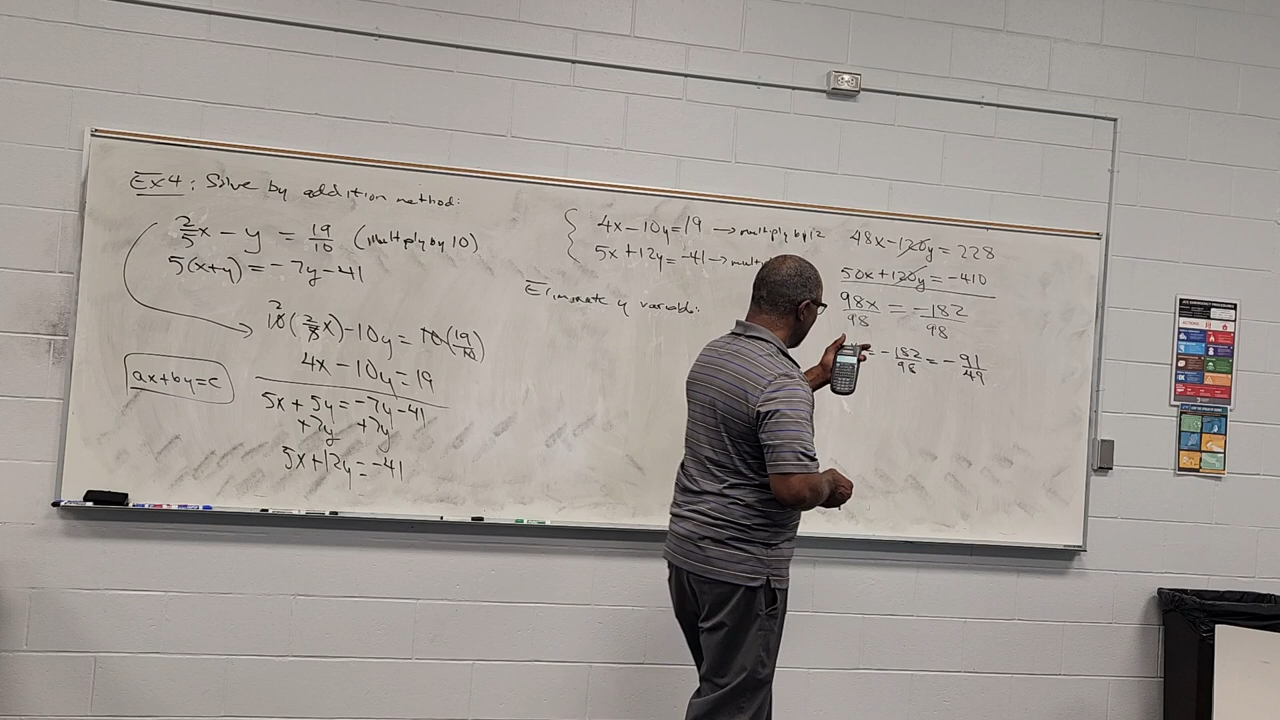 Ex4: Solve by addition method:
2/5 x - y = 19/10 (Multiply by 10)
5(x+y) = -7y-41
2
10(2/5 x) - 10y = 10(19/10)
4x - 10y = 19
ax+by=c
5x + 5y = -7y-41
+7y +7y
5x+12y = -41
4x-10y=19 → multiply by 12
5x+12y=-41 →
Eliminate y variable:
48x-120y = 228
50x+120y = -410
98x/98 = -182/98
= -182/98 = -91/49